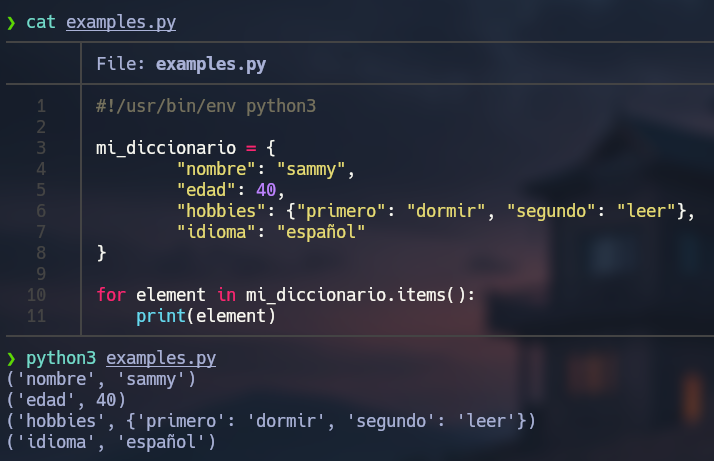 ❯ cat examples.py
File: examples.py
1 #!/usr/bin/env python3
2
3 mi_diccionario = {
4         "nombre": "sammy",
5         "edad": 40,
6         "hobbies": {"primero": "dormir", "segundo": "leer"},
7         "idioma": "español"
8 }
9
10 for element in mi_diccionario.items():
11     print(element)
❯ python3 examples.py
('nombre', 'sammy')
('edad', 40)
('hobbies', {'primero': 'dormir', 'segundo': 'leer'})
('idioma', 'español')